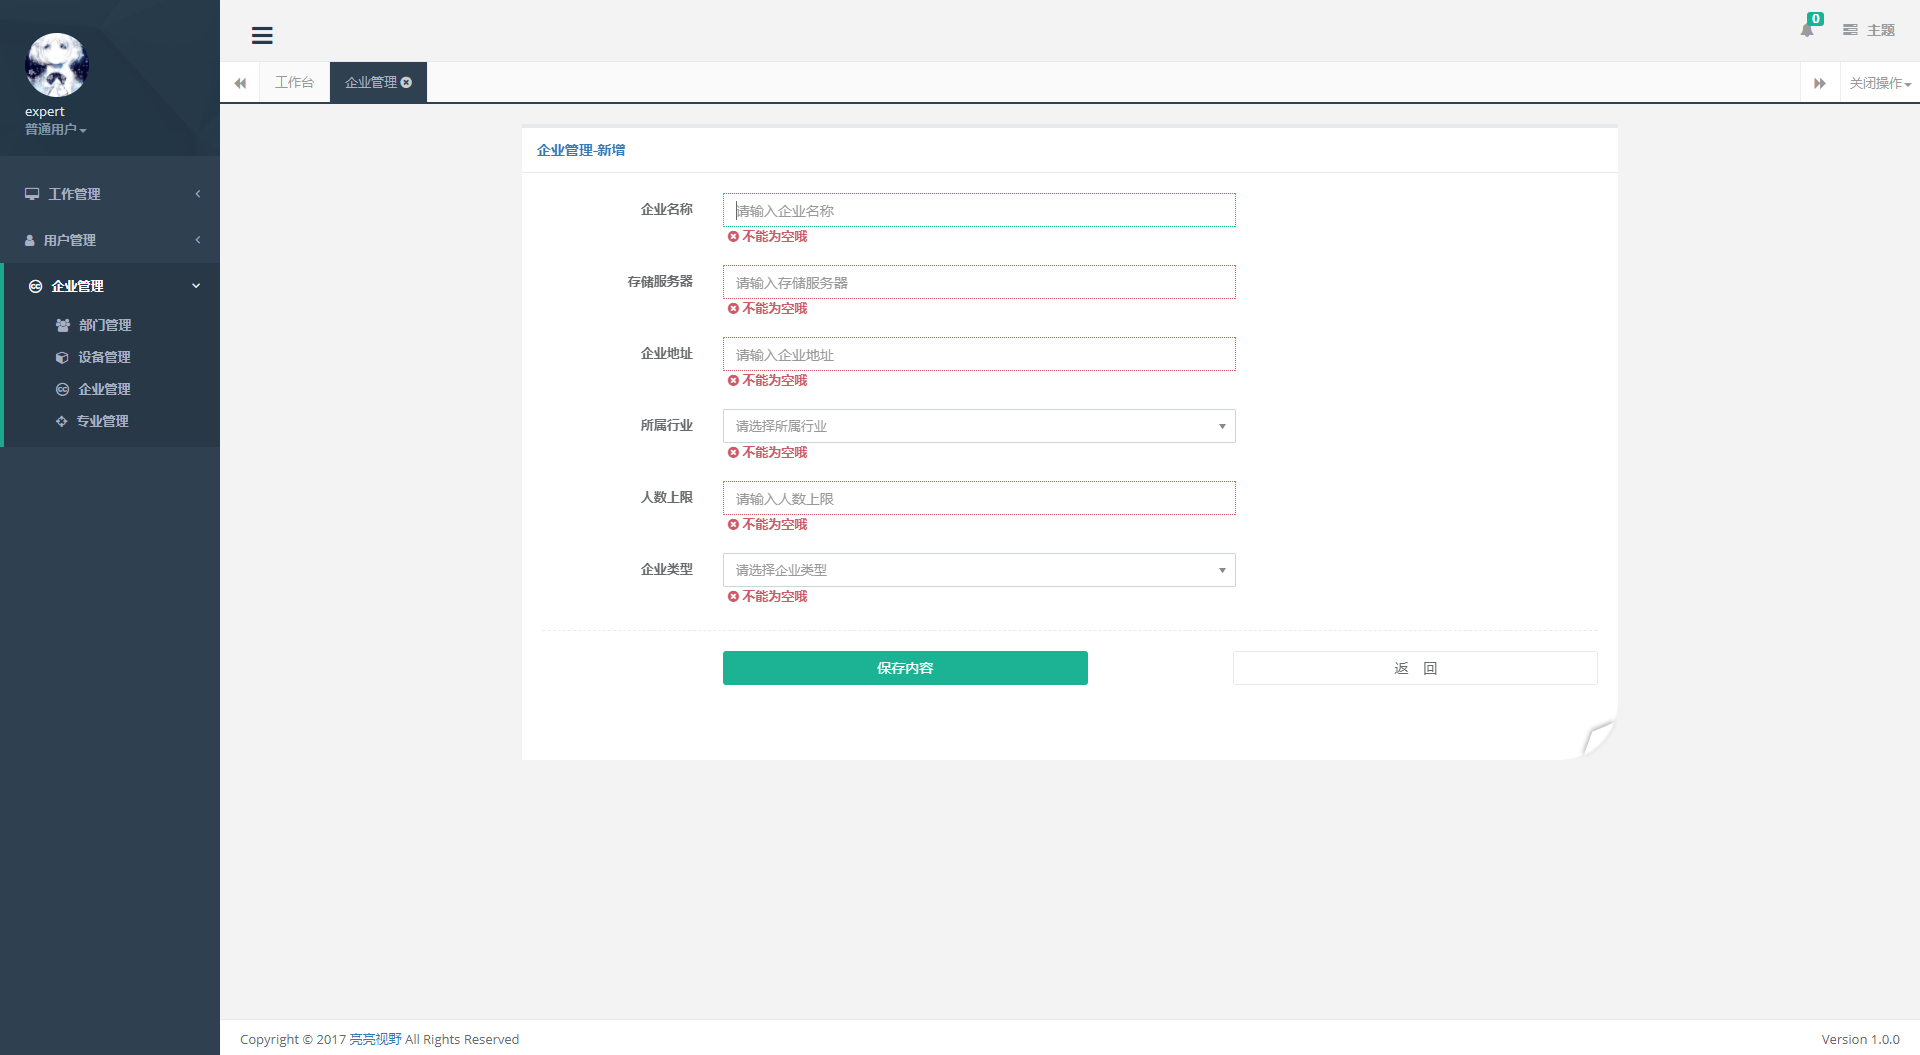 expert
普通用户
工作管理
用户管理
企业管理
部门管理
设备管理
企业管理
专业管理
0
主题
工作台
企业管理
关闭操作
企业管理-新增
企业名称
请输入企业名称
不能为空哦
存储服务器
请输入存储服务器
不能为空哦
企业地址
请输入企业地址
不能为空哦
所属行业
请选择所属行业
不能为空哦
人数上限
请输入人数上限
不能为空哦
企业类型
请选择企业类型
不能为空哦
保存内容
返 回
Copyright © 2017 亮亮视野 All Rights Reserved
Version 1.0.0